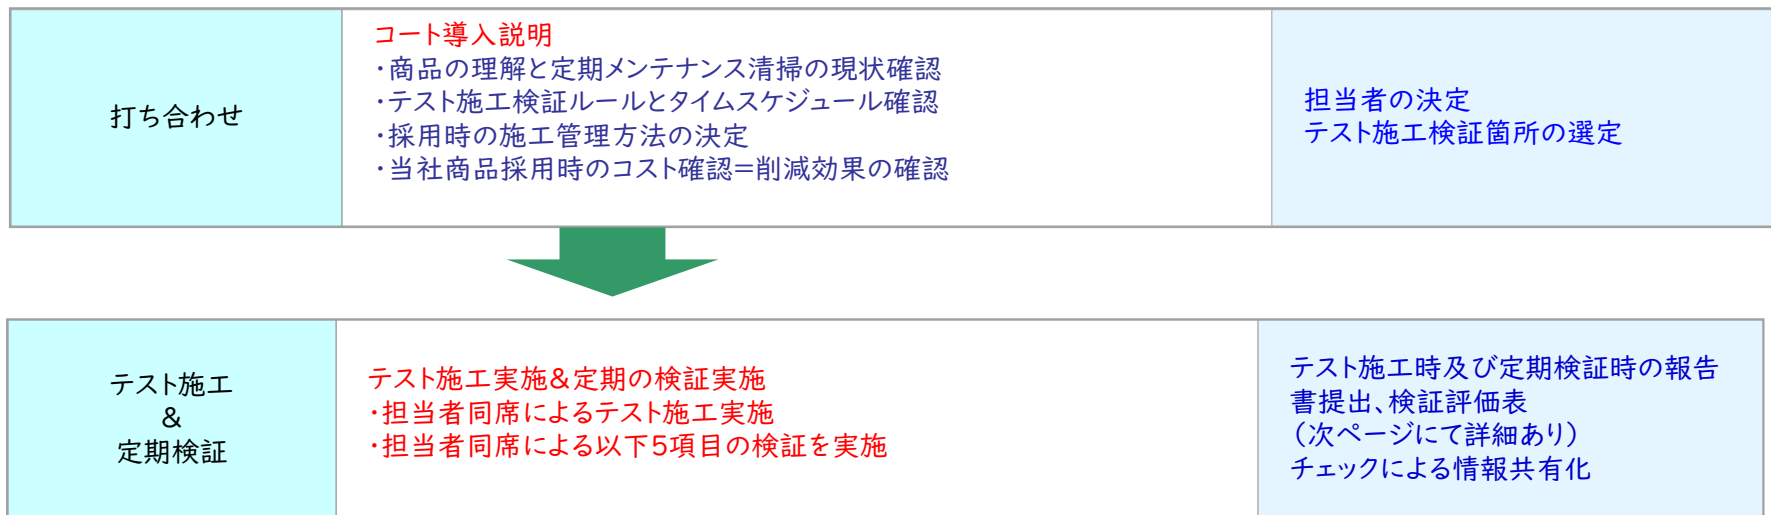 打ち合わせ
コート導入説明
・商品の理解と定期メンテナンス清掃の現状確認
・テスト施工検証ルールとタイムスケジュール確認
・採用時の施工管理方法の決定
・当社商品採用時のコスト確認=削減効果の確認
担当者の決定
テスト施工検証箇所の選定
テスト施工
&
定期検証
テスト施工実施&定期の検証実施
・担当者同席によるテスト施工実施
・担当者同席による以下5項目の検証を実施
テスト施工時及び定期検証時の報告
書提出、検証評価表
(次ページにて詳細あり)
チェックによる情報共有化